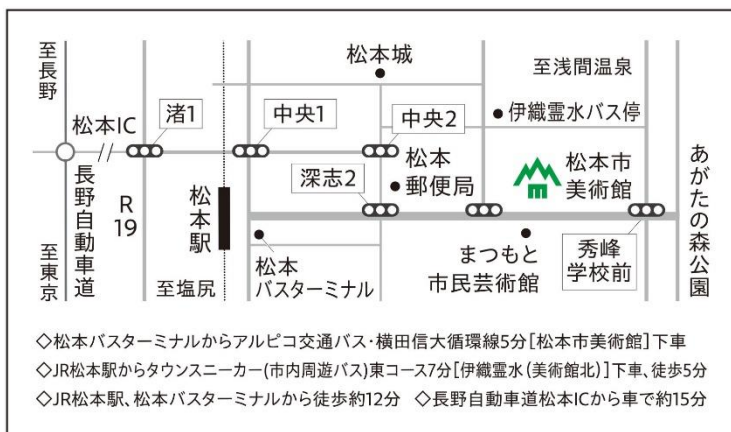 至長野
松本IC
長野自動車道
至東京
渚1
R19
中央1
松本駅
至塩尻
松本城
中央2
深志2
松本
郵便局
松本
バスターミナル
至浅間温泉
伊織霊水バス停
松本市
美術館
まつもと
市民芸術館
秀峰
学校前
あがたの森公園
◇松本バスターミナルからアルピコ交通バス・横田信大循環線5分[松本市美術館]下車
◇JR松本駅からタウンスニーカー(市内周遊バス)東コース7分[伊織霊水(美術館北)]下車、徒歩5分
◇JR松本駅、松本バスターミナルから徒歩約12分 ◇長野自動車道松本ICから車で約15分